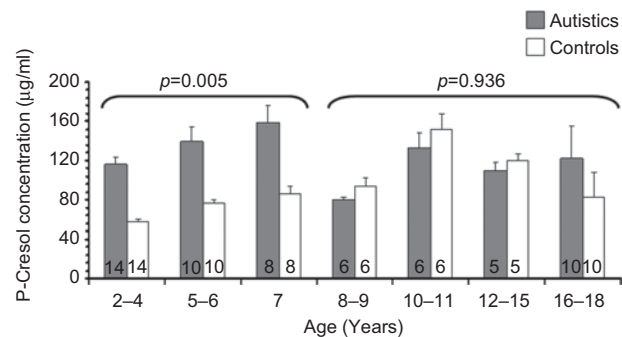 Autistics
Controls
p=0.005
p=0.936
P-Cresol concentration (µg/ml)
200
160
120
80
40
0
14 14 10 10 8 8 6 6 6 6 5 5 10 10
2–4 5–6 7 8–9 10–11 12–15 16–18
Age (Years)